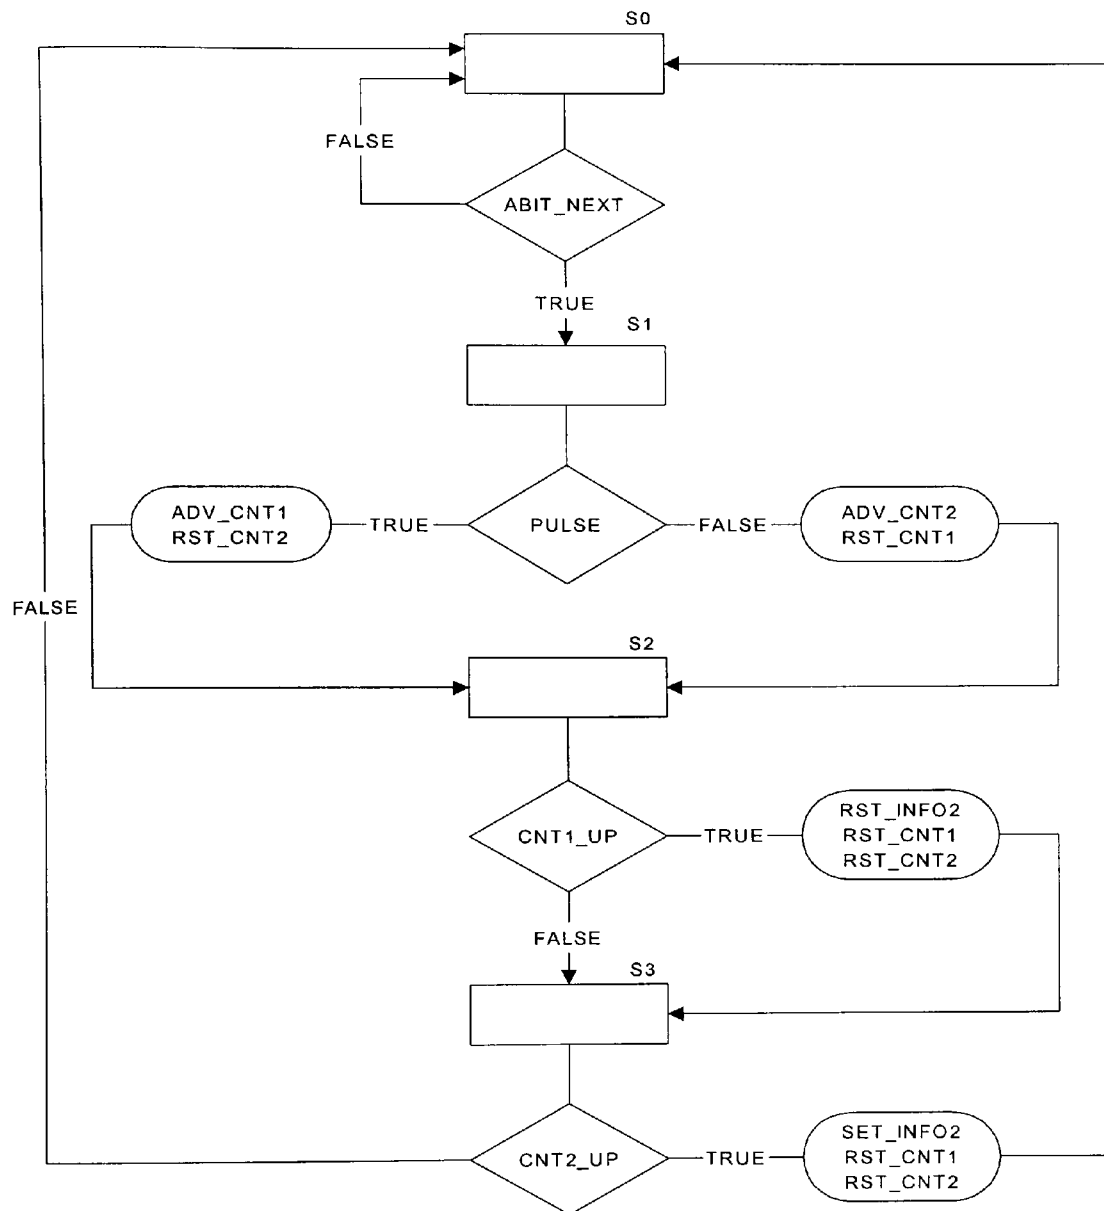 S0
FALSE
ABIT_NEXT
TRUE
S1
ADV_CNT1
RST_CNT2
TRUE
PULSE
FALSE
ADV_CNT2
RST_CNT1
FALSE
S2
CNT1_UP
TRUE
RST_INFO2
RST_CNT1
RST_CNT2
FALSE
S3
CNT2_UP
TRUE
SET_INFO2
RST_CNT1
RST_CNT2